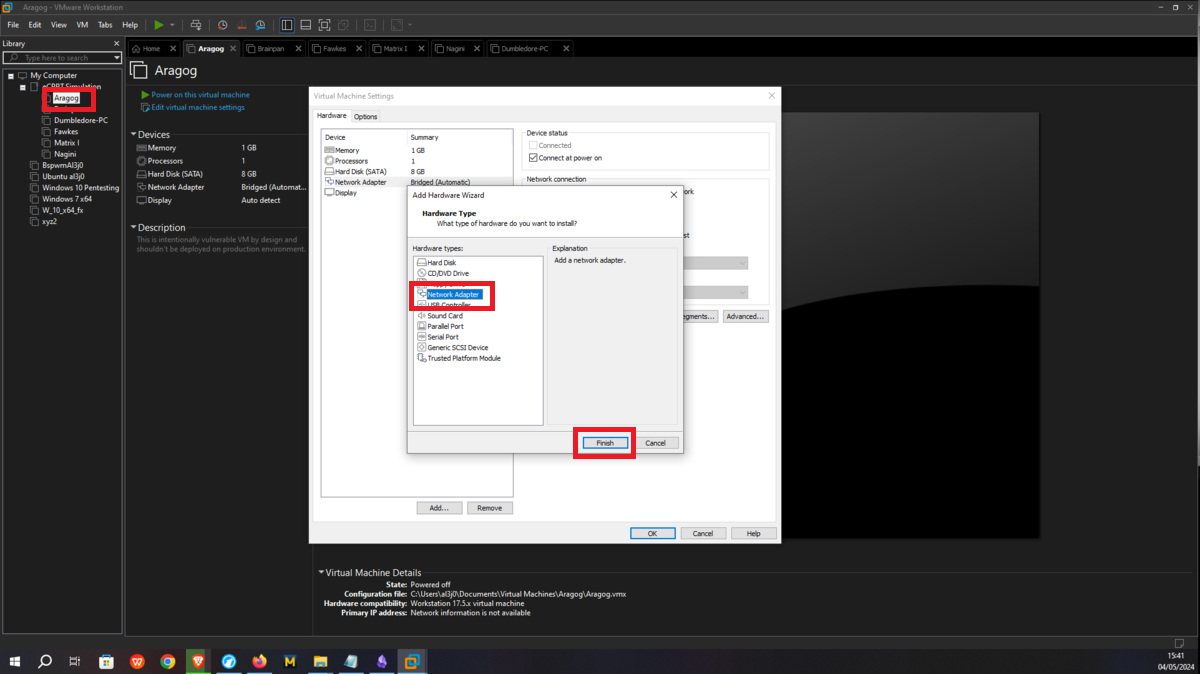 Aragog - VMware Workstation
File Edit View VM Tabs Help
Library
Type here to search
My Computer
eCPPT Simulation
Aragog
Dumbledore-PC
Fawkes
Matrix I
Nagini
BspwmAl3j0
Ubuntu al3j0
Windows 10 Pentesting
Windows 7 x64
W_10_x64_fx
xyz2
Home Aragog Brainpan Fawkes Matrix I Nagini Dumbledore-PC
Aragog
Power on this virtual machine
Edit virtual machine settings
Devices
Memory 1 GB
Processors 1
Hard Disk (SATA) 8 GB
Network Adapter Bridged (Automat...
Display Auto detect
Description
This is intentionally vulnerable VM by design and
shouldn't be deployed on production environment.
Virtual Machine Settings
Hardware Options
Device Summary
Memory 1 GB
Processors 1
Hard Disk (SATA) 8 GB
Network Adapter Bridged (Automatic)
Display
Device status
Connected
Connect at power on
Network connection
Add Hardware Wizard
Hardware Type
What type of hardware do you want to install?
Hardware types:
Hard Disk
CD/DVD Drive
Network Adapter
USB Controller
Sound Card
Parallel Port
Serial Port
Generic SCSI Device
Trusted Platform Module
Explanation
Add a network adapter.
Finish Cancel
egments... Advanced...
Add... Remove
OK Cancel Help
Virtual Machine Details
State: Powered off
Configuration file: C:\Users\al3j0\Documents\Virtual Machines\Aragog\Aragog.vmx
Hardware compatibility: Workstation 17.5.x virtual machine
Primary IP address: Network information is not available
15:41
04/05/2024